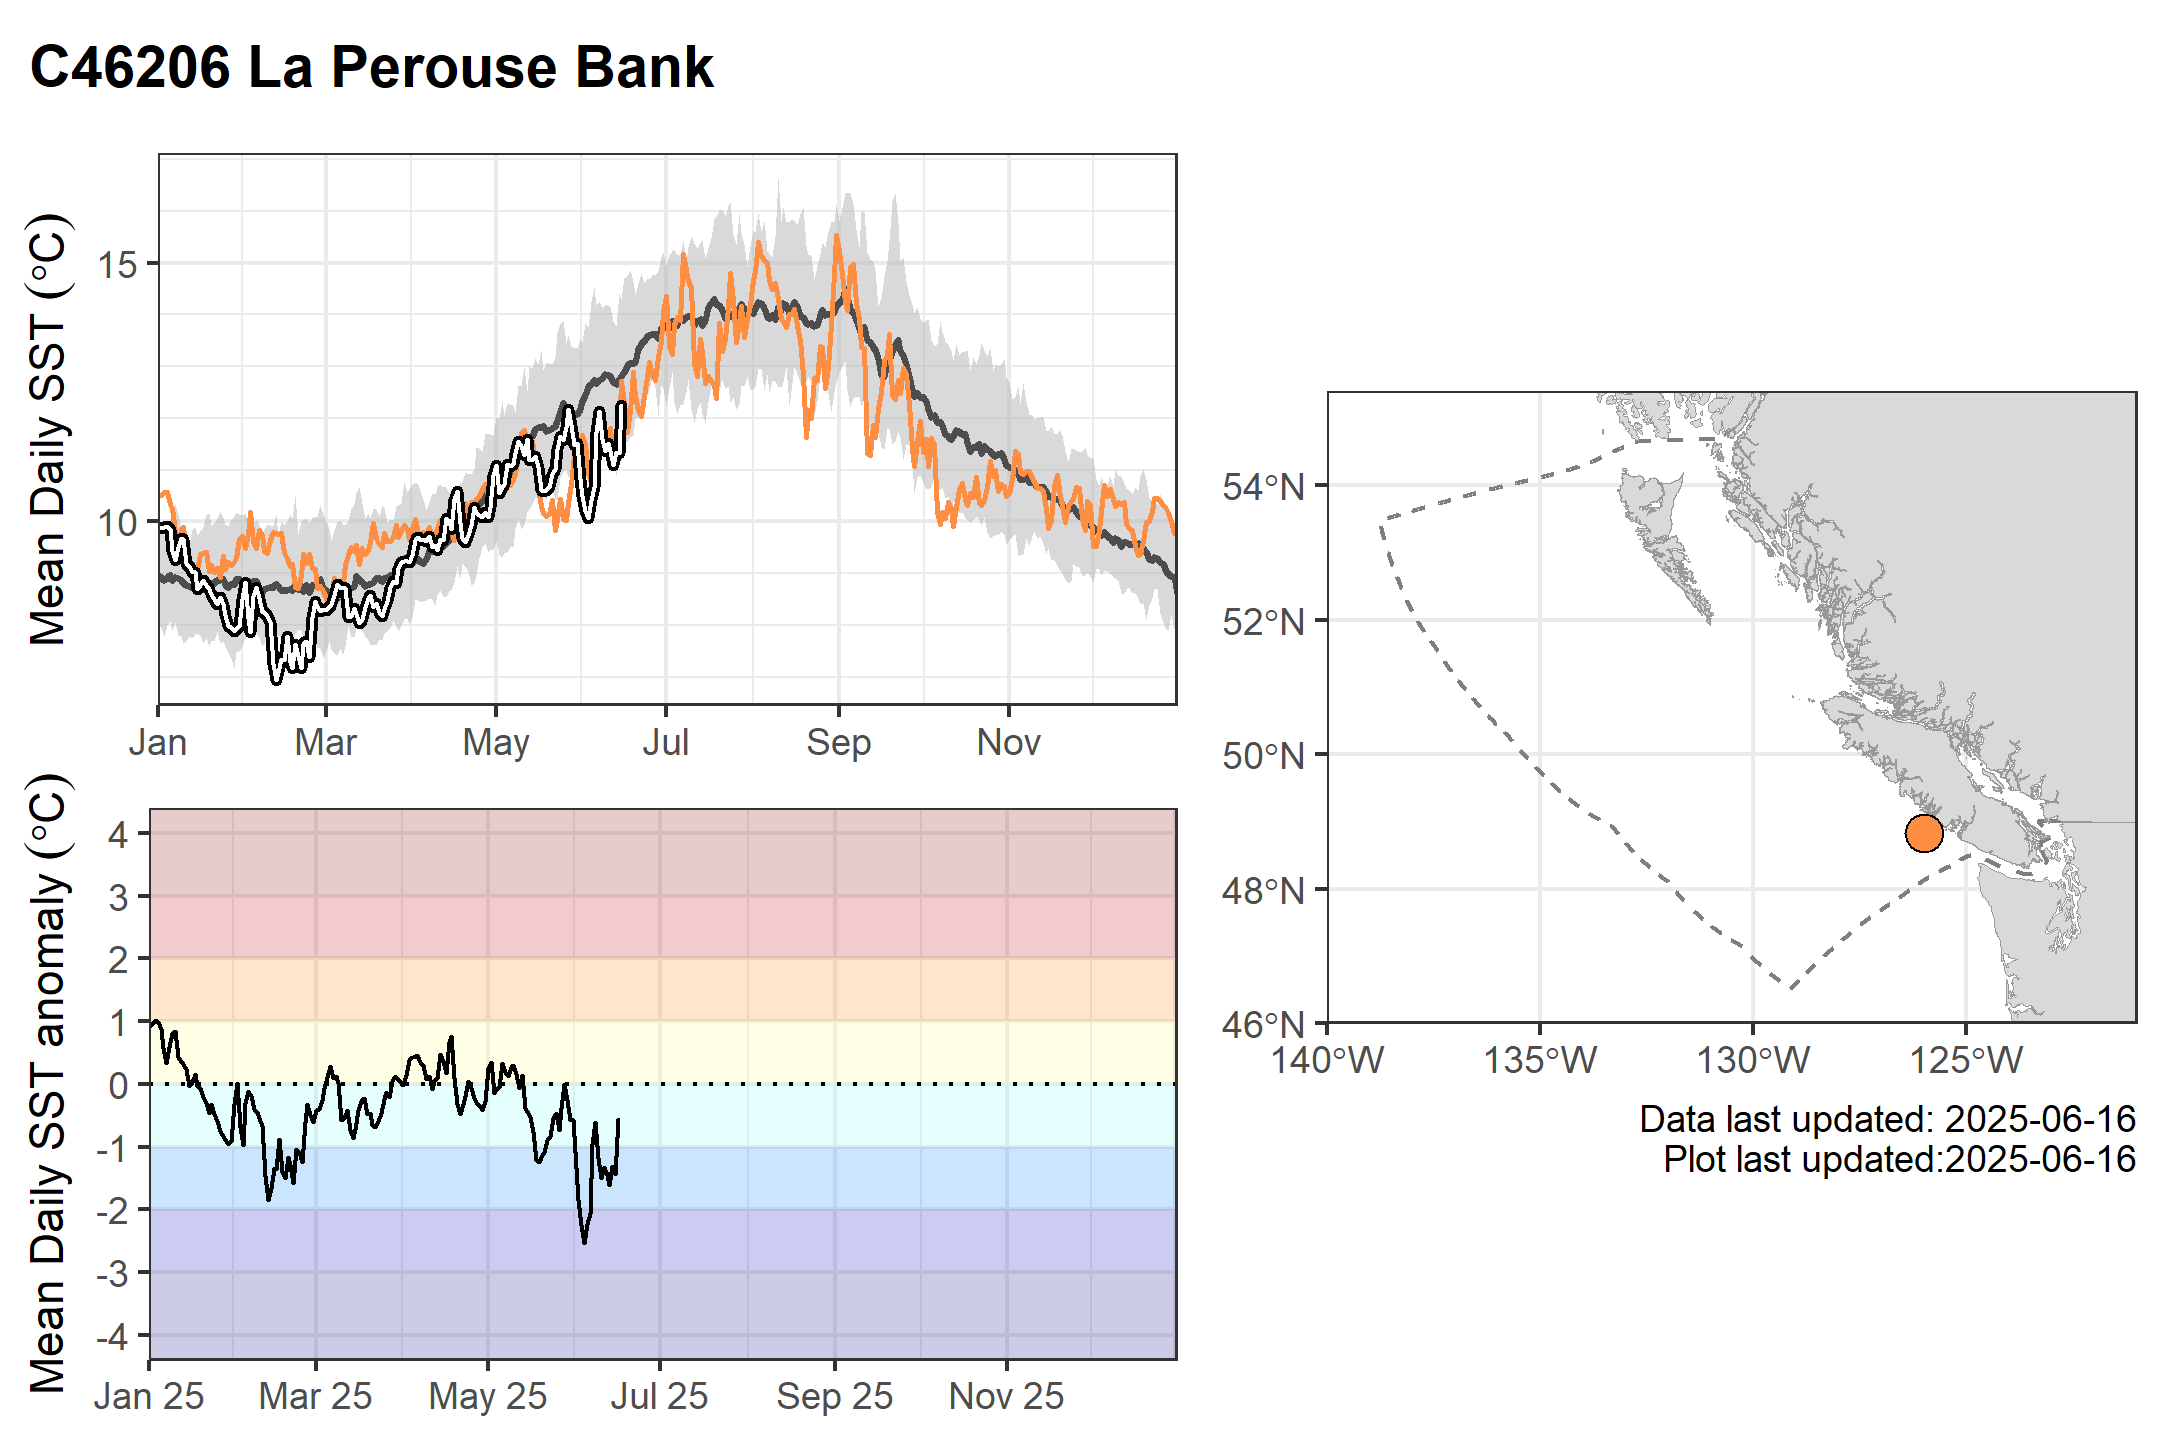 C46206 La Perouse Bank
Mean Daily SST (°C)
15
10
Jan Mar May Jul Sep Nov
Mean Daily SST anomaly (°C)
4
3
2
1
0
-1
-2
-3
-4
Jan 25 Mar 25 May 25 Jul 25 Sep 25 Nov 25
54°N
52°N
50°N
48°N
46°N
140°W 135°W 130°W 125°W
Data last updated: 2025-06-16
Plot last updated:2025-06-16